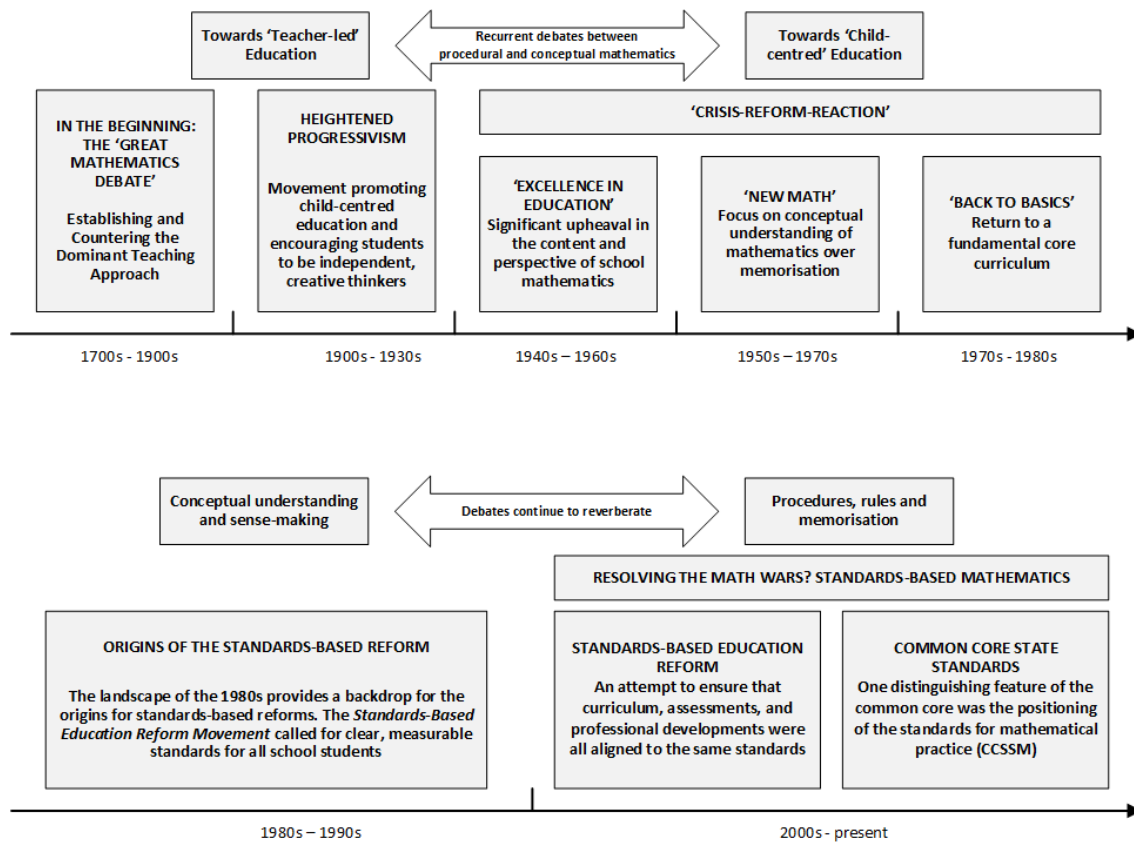 Towards ‘Teacher-led’
Education
Recurrent debates between
procedural and conceptual mathematics
Towards ‘Child-
centred’ Education
IN THE BEGINNING:
THE ‘GREAT
MATHEMATICS
DEBATE’
Establishing and
Countering the
Dominant Teaching
Approach
HEIGHTENED
PROGRESSIVISM
Movement promoting
child-centred
education and
encouraging students
to be independent,
creative thinkers
‘CRISIS-REFORM-REACTION’
‘EXCELLENCE IN
EDUCATION’
Significant upheaval in
the content and
perspective of school
mathematics
‘NEW MATH’
Focus on conceptual
understanding of
mathematics over
memorisation
‘BACK TO BASICS’
Return to a
fundamental core
curriculum
1700s - 1900s
1900s - 1930s
1940s – 1960s
1950s – 1970s
1970s - 1980s
Conceptual understanding
and sense-making
Debates continue to reverberate
Procedures, rules and
memorisation
RESOLVING THE MATH WARS? STANDARDS-BASED MATHEMATICS
ORIGINS OF THE STANDARDS-BASED REFORM
The landscape of the 1980s provides a backdrop for the
origins for standards-based reforms. The Standards-Based
Education Reform Movement called for clear, measurable
standards for all school students
STANDARDS-BASED EDUCATION
REFORM
An attempt to ensure that
curriculum, assessments, and
professional developments were
all aligned to the same standards
COMMON CORE STATE
STANDARDS
One distinguishing feature of the
common core was the positioning
of the standards for mathematical
practice (CCSSM)
1980s – 1990s
2000s - present